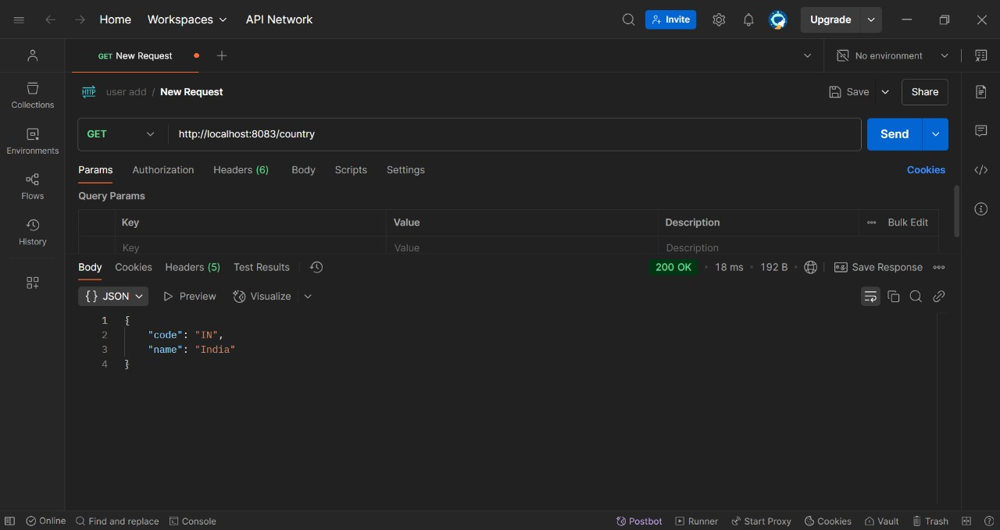 Home Workspaces API Network Invite Upgrade
GET New Request No environment
HTTP user add / New Request Save Share
Collections
GET http://localhost:8083/country Send
Environments
Params Authorization Headers (6) Body Scripts Settings Cookies
Flows
Query Params
Key Value Description Bulk Edit
History
Key Value Description
Body Cookies Headers (5) Test Results 200 OK • 18 ms • 192 B • e.g. Save Response
{} JSON Preview Visualize
1 {
2 "code": "IN",
3 "name": "India"
4 }
Online Find and replace Console Postbot Runner Start Proxy Cookies Vault Trash